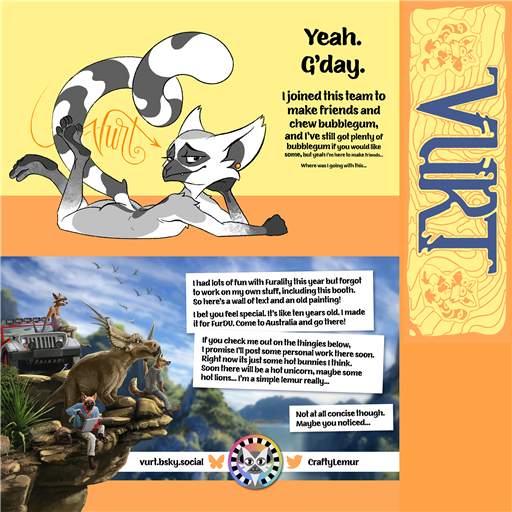 Yeah.
G'day.
I joined this team to
make friends and
chew bubblegum,
and I've still got plenty of
bubblegum if you would like
some, but yeah I'm here to make friends...
Where was I going with this...
Vurt
VURT
I had lots of fun with Furality this year but forgot
to work on my own stuff, including this booth.
So here's a wall of text and an old painting!
I bet you feel special. It's like ten years old. I made
it for FurDU. Come to Australia and go there!
If you check me out on the thingies below,
I promise I'll post some personal work there soon.
Right now its just some hot bunnies I think.
Soon there will be a hot unicorn, maybe some
hot lions... I'm a simple lemur really...
Not at all concise though.
Maybe you noticed...
vurt.bsky.social
CraftyLemur